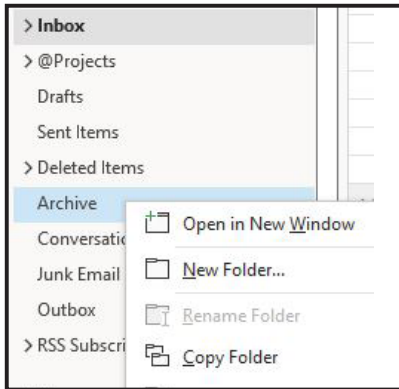 Inbox
@Projects
Drafts
Sent Items
Deleted Items
Archive
Open in New Window
New Folder...
Junk Email
Outbox
Rename Folder
RSS
Copy Folder